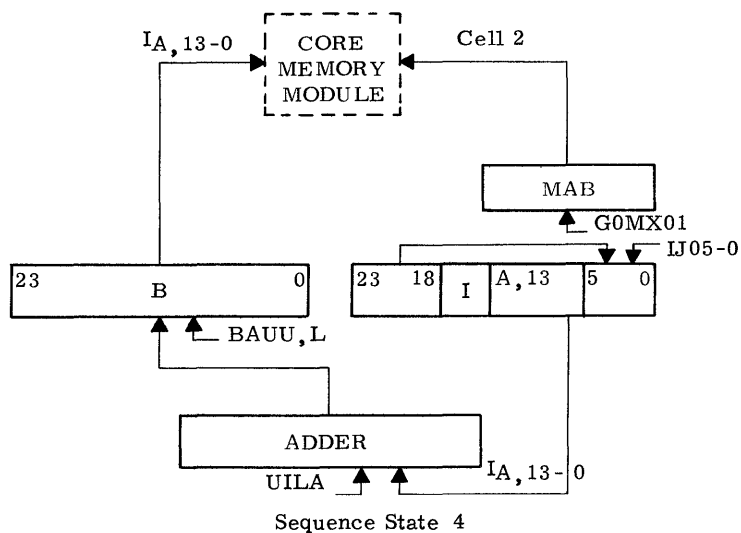 IA, 13-0
CORE
MEMORY
MODULE
Cell 2
MAB
G0MX01
IJ05-0
23 B 0
23 18 I A, 13 5 0
BAUU, L
ADDER
UILA
IA, 13-0
Sequence State 4